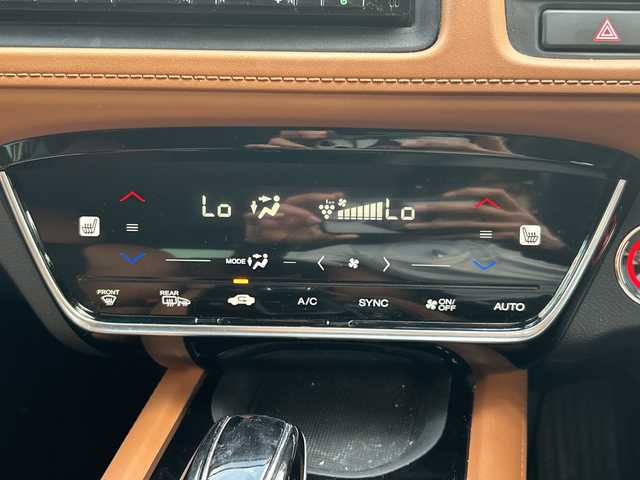 Lo Lo
MODE
FRONT REAR A/C SYNC ON/OFF AUTO